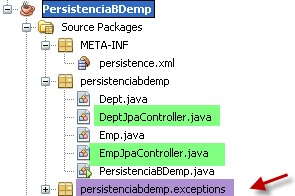 PersistenciaBDemp
Source Packages
META-INF
persistence.xml
persistenciabdemp
Dept.java
DeptJpaController.java
Emp.java
EmpJpaController.java
PersistenciaBDemp.java
persistenciabdemp.exceptions